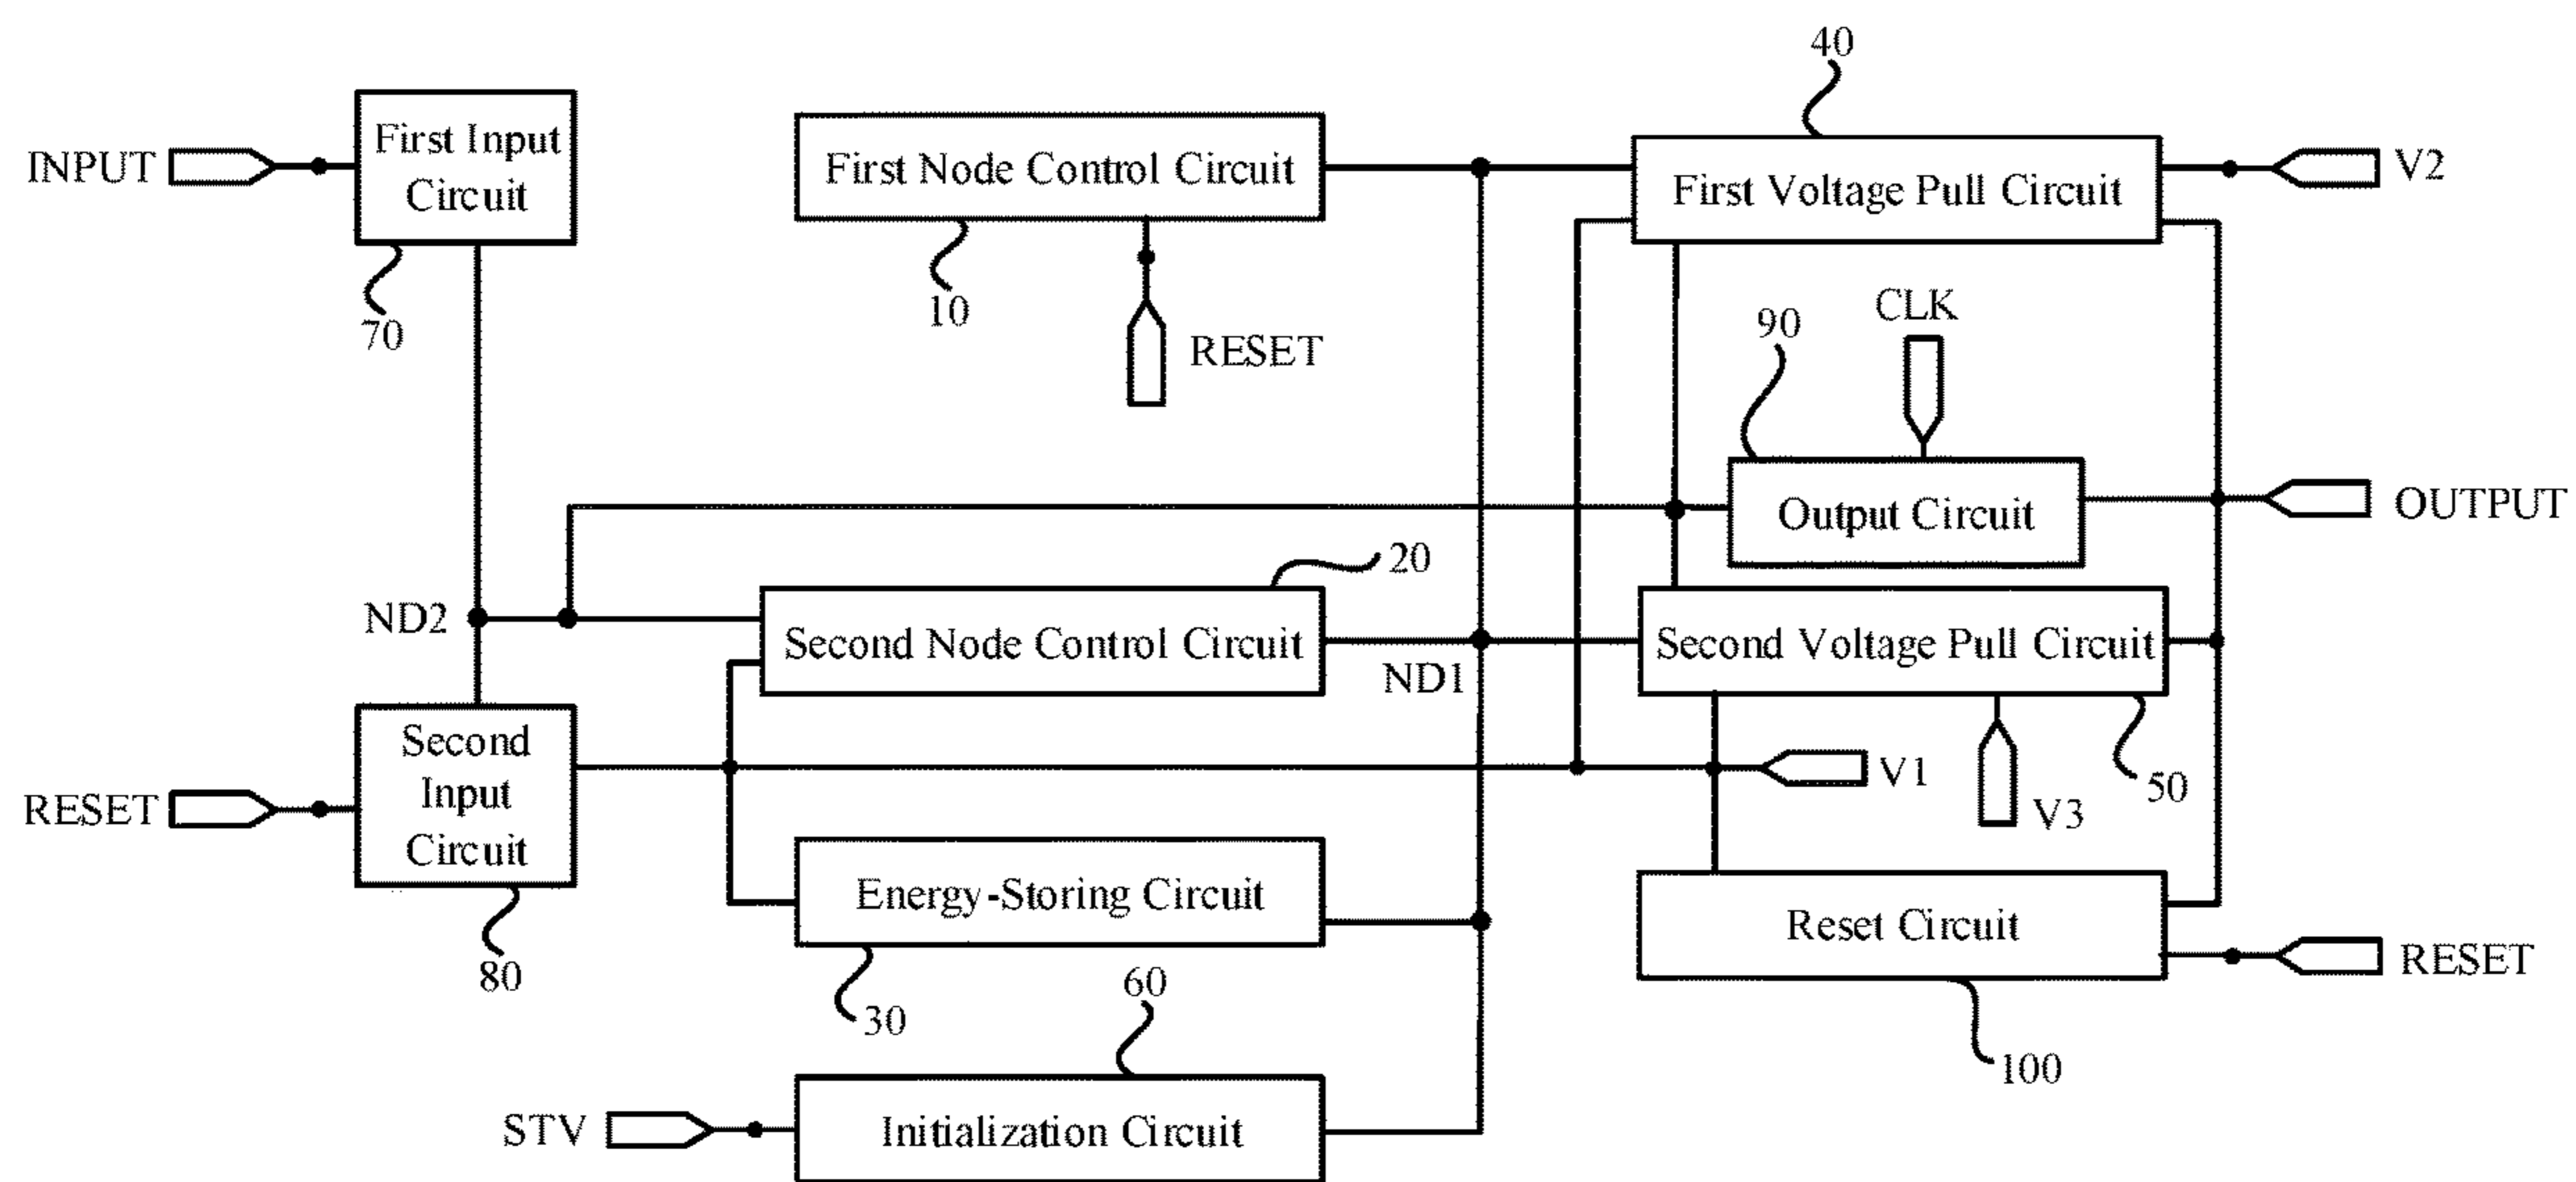 40
INPUT
First Input
Circuit
First Node Control Circuit
First Voltage Pull Circuit
V2
70
10
RESET
90
CLK
Output Circuit
OUTPUT
20
ND2
Second Node Control Circuit
ND1
Second Voltage Pull Circuit
Second
Input
Circuit
RESET
V1
50
V3
80
Energy-Storing Circuit
30
60
Reset Circuit
RESET
100
STV
Initialization Circuit